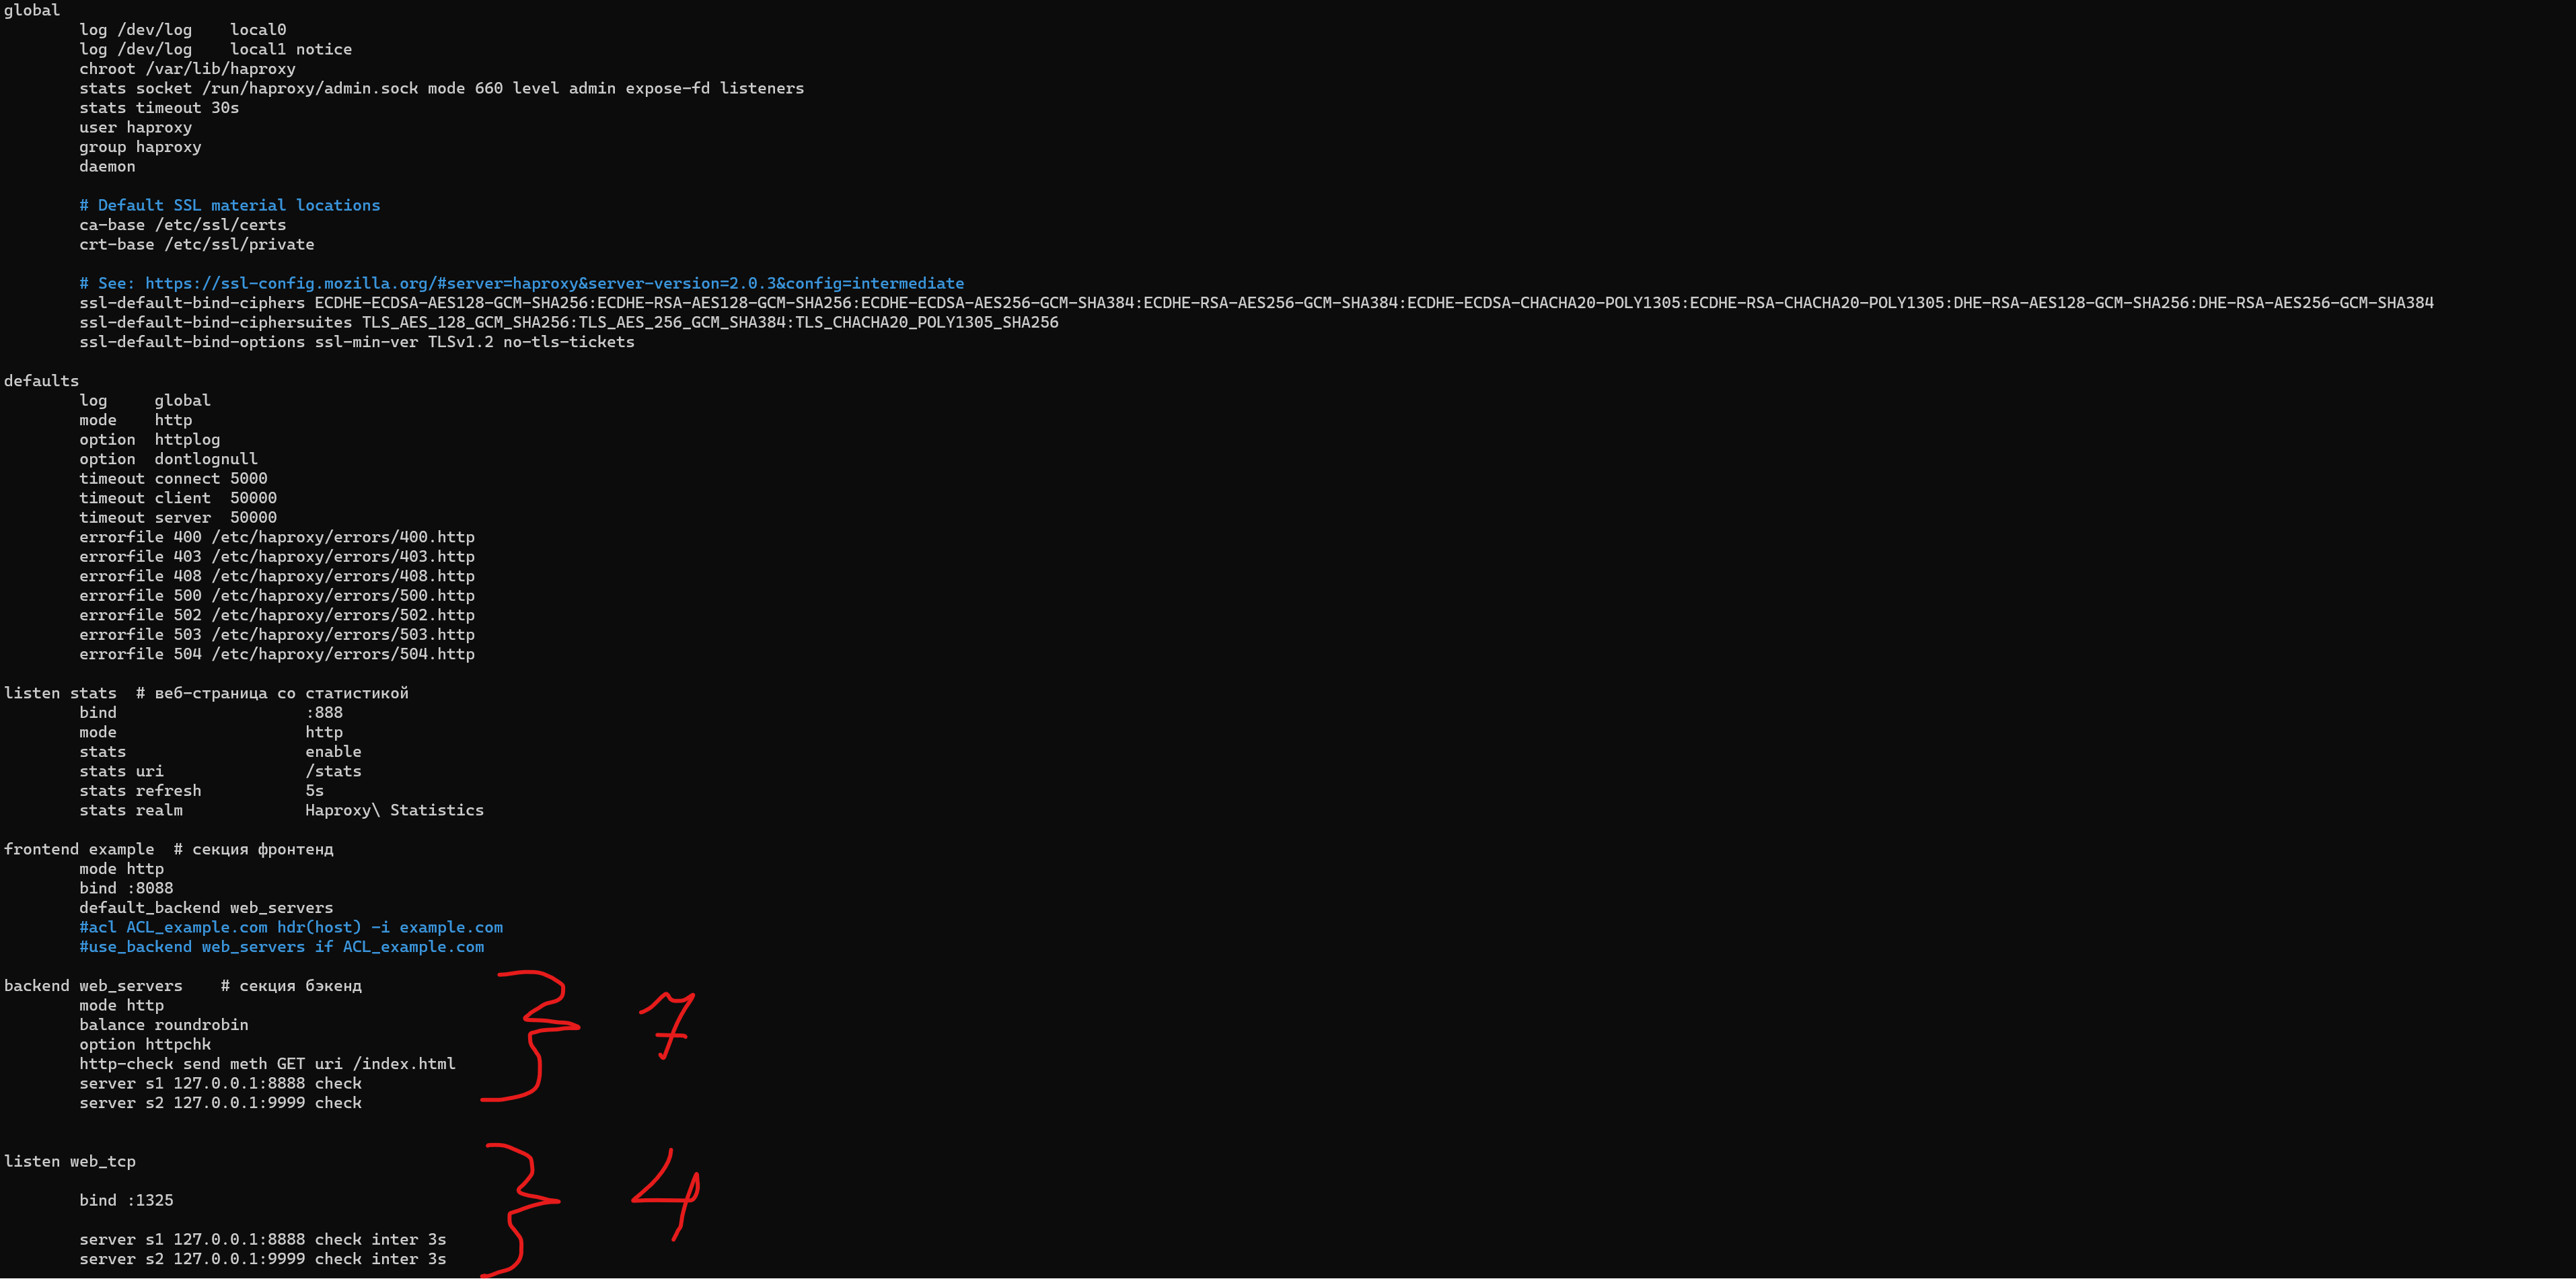 global
        log /dev/log    local0
        log /dev/log    local1 notice
        chroot /var/lib/haproxy
        stats socket /run/haproxy/admin.sock mode 660 level admin expose-fd listeners
        stats timeout 30s
        user haproxy
        group haproxy
        daemon

        # Default SSL material locations
        ca-base /etc/ssl/certs
        crt-base /etc/ssl/private

        # See: https://ssl-config.mozilla.org/#server=haproxy&server-version=2.0.3&config=intermediate
        ssl-default-bind-ciphers ECDHE-ECDSA-AES128-GCM-SHA256:ECDHE-RSA-AES128-GCM-SHA256:ECDHE-ECDSA-AES256-GCM-SHA384:ECDHE-RSA-AES256-GCM-SHA384:ECDHE-ECDSA-CHACHA20-POLY1305:ECDHE-RSA-CHACHA20-POLY1305:DHE-RSA-AES128-GCM-SHA256:DHE-RSA-AES256-GCM-SHA384
        ssl-default-bind-ciphersuites TLS_AES_128_GCM_SHA256:TLS_AES_256_GCM_SHA384:TLS_CHACHA20_POLY1305_SHA256
        ssl-default-bind-options ssl-min-ver TLSv1.2 no-tls-tickets

defaults
        log     global
        mode    http
        option  httplog
        option  dontlognull
        timeout connect 5000
        timeout client  50000
        timeout server  50000
        errorfile 400 /etc/haproxy/errors/400.http
        errorfile 403 /etc/haproxy/errors/403.http
        errorfile 408 /etc/haproxy/errors/408.http
        errorfile 500 /etc/haproxy/errors/500.http
        errorfile 502 /etc/haproxy/errors/502.http
        errorfile 503 /etc/haproxy/errors/503.http
        errorfile 504 /etc/haproxy/errors/504.http

listen stats  # веб-страница со статистикой
        bind                    :888
        mode                    http
        stats                   enable
        stats uri               /stats
        stats refresh           5s
        stats realm             Haproxy\ Statistics

frontend example  # секция фронтенд
        mode http
        bind :8088
        default_backend web_servers
        #acl ACL_example.com hdr(host) -i example.com
        #use_backend web_servers if ACL_example.com

backend web_servers    # секция бэкенд
        mode http
        balance roundrobin
        option httpchk
        http-check send meth GET uri /index.html
        server s1 127.0.0.1:8888 check
        server s2 127.0.0.1:9999 check
7

listen web_tcp

        bind :1325

        server s1 127.0.0.1:8888 check inter 3s
        server s2 127.0.0.1:9999 check inter 3s
4